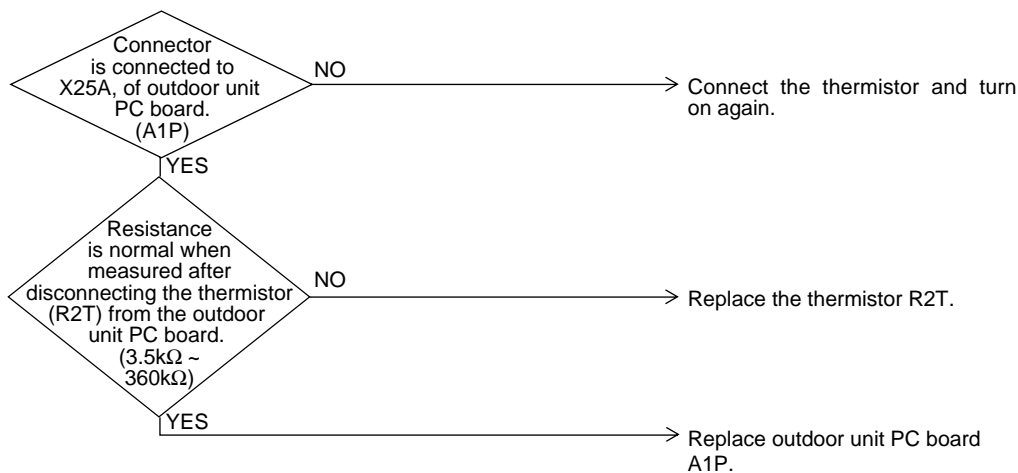 Connector
is connected to
X25A, of outdoor unit
PC board.
(A1P)
NO
Connect the thermistor and turn
on again.
YES
Resistance
is normal when
measured after
disconnecting the thermistor
(R2T) from the outdoor
unit PC board.
(3.5kΩ ~
360kΩ)
NO
Replace the thermistor R2T.
YES
Replace outdoor unit PC board
A1P.